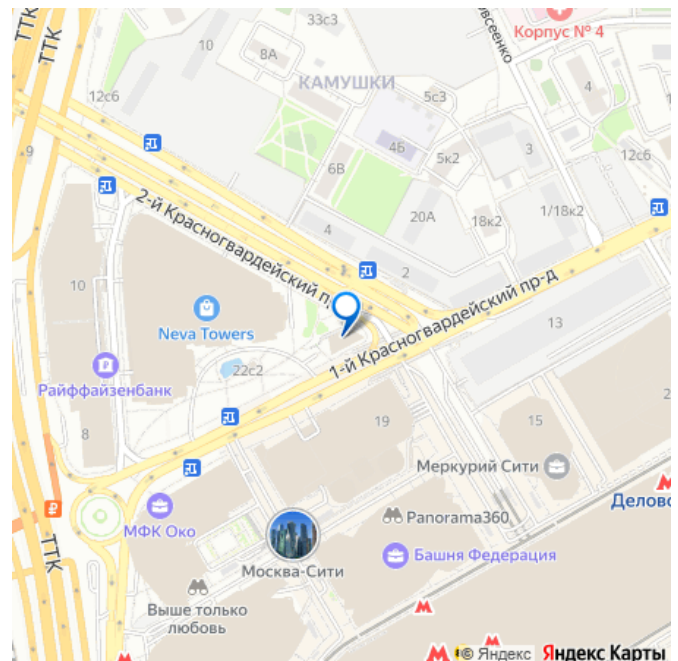 33с3
Корпус № 4
ТТК
ТТК
10
8А
4
КАМУШКИ
12с6
5с3
9
4Б
3
5к2
12с6
6В
2-й Красногвардейский пр
20А
18к2
1/18к2
4
2
10
1-й Красногвардейский пр-д
13
Neva Towers
22с2
Райффайзенбанк
8
19
15
Меркурий Сити
2
Делово
МФК Око
Panorama360
ТТК
Башня Федерация
Москва-Сити
Выше только
любовь
© Яндекс Яндекс Карты